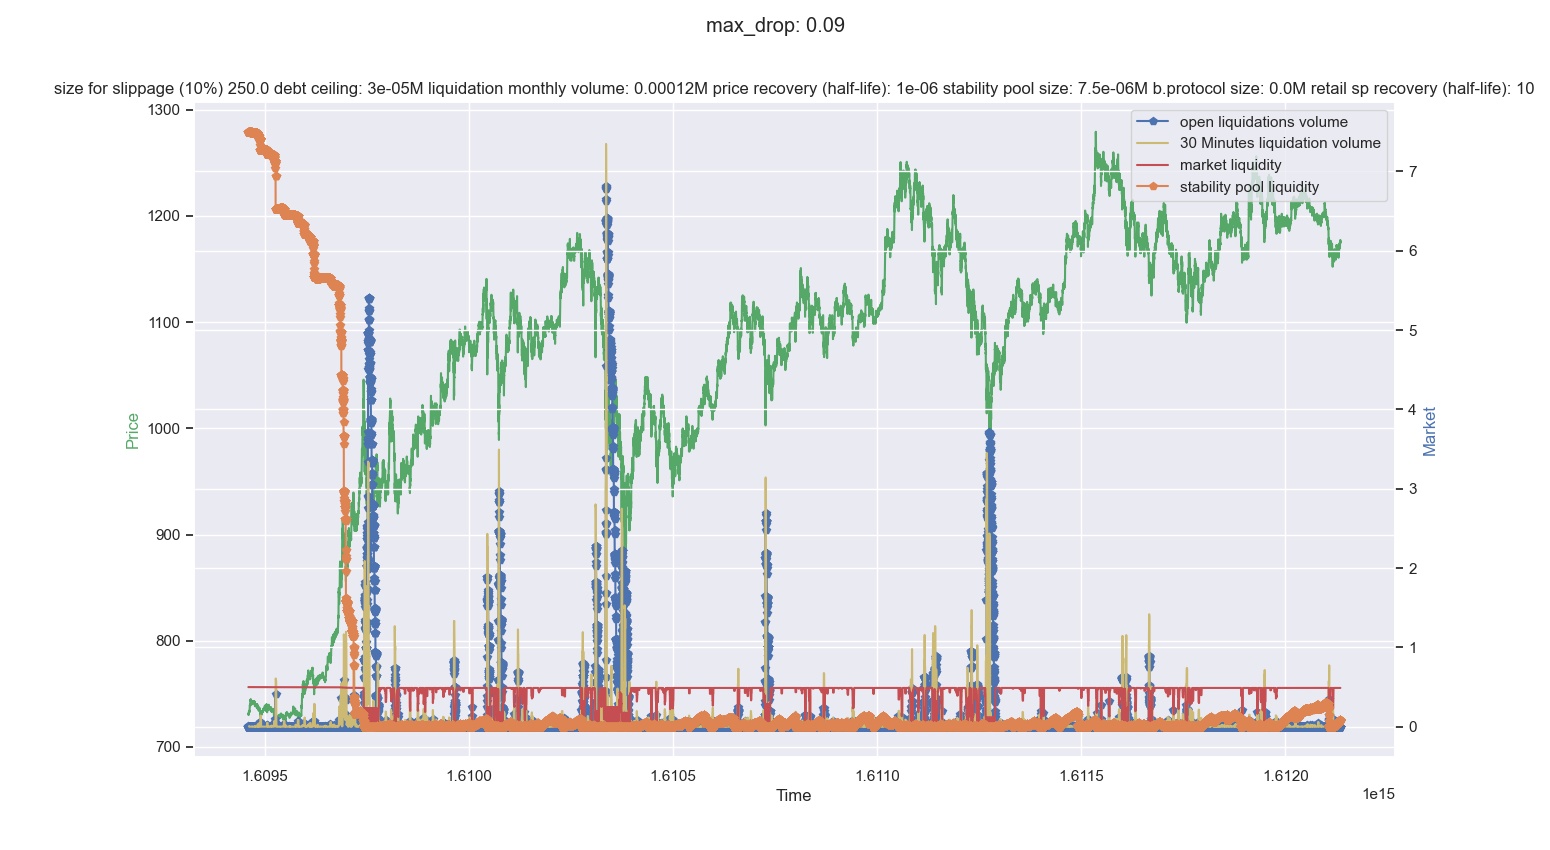 max_drop: 0.09
size for slippage (10%) 250.0 debt ceiling: 3e-05M liquidation monthly volume: 0.00012M price recovery (half-life): 1e-06 stability pool size: 7.5e-06M b.protocol size: 0.0M retail sp recovery (half-life): 10
open liquidations volume
30 Minutes liquidation volume
market liquidity
stability pool liquidity
1300
1200
1100
1000
900
800
700
Price
7
6
5
4
3
2
1
0
Market
1.6095 1.6100 1.6105 1.6110 1.6115 1.6120
1e15
Time